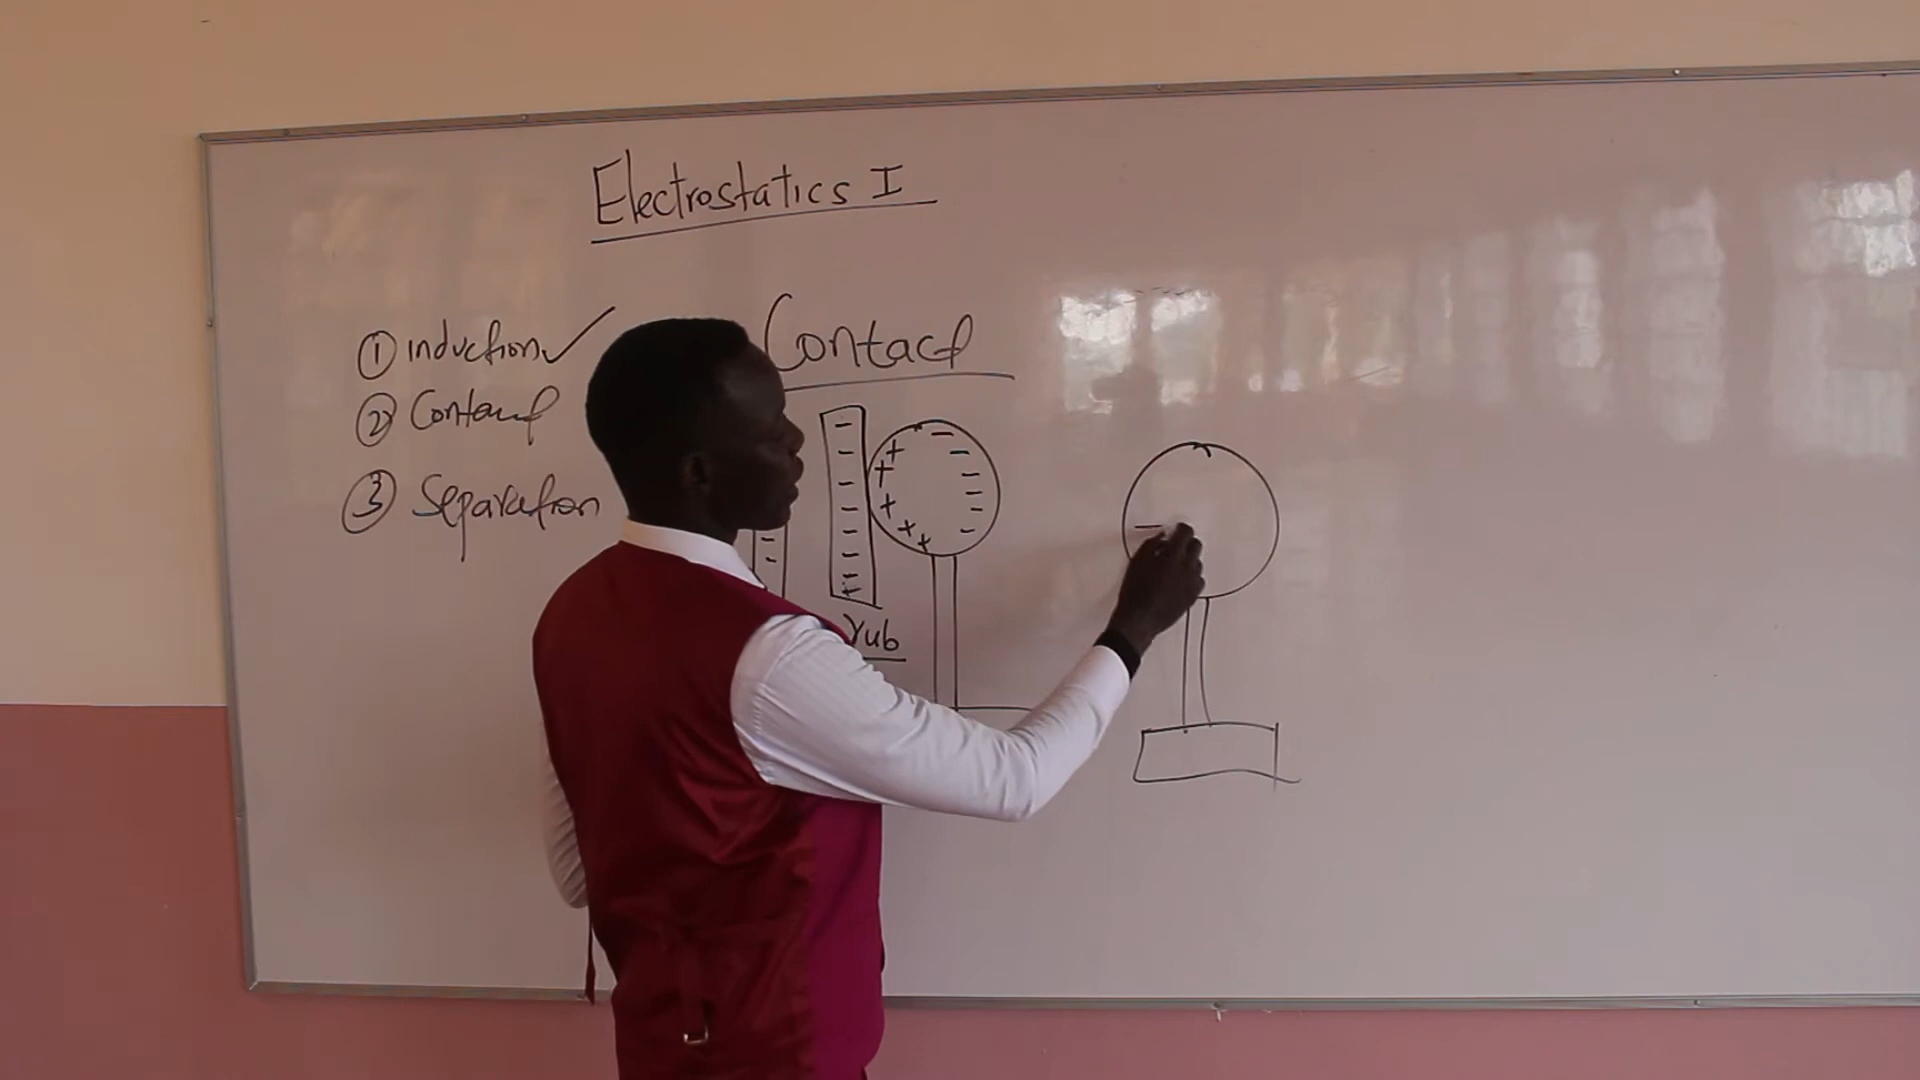 Electrostatics I
① Induction ✓
② Contact
③ Separation
Contact
rub